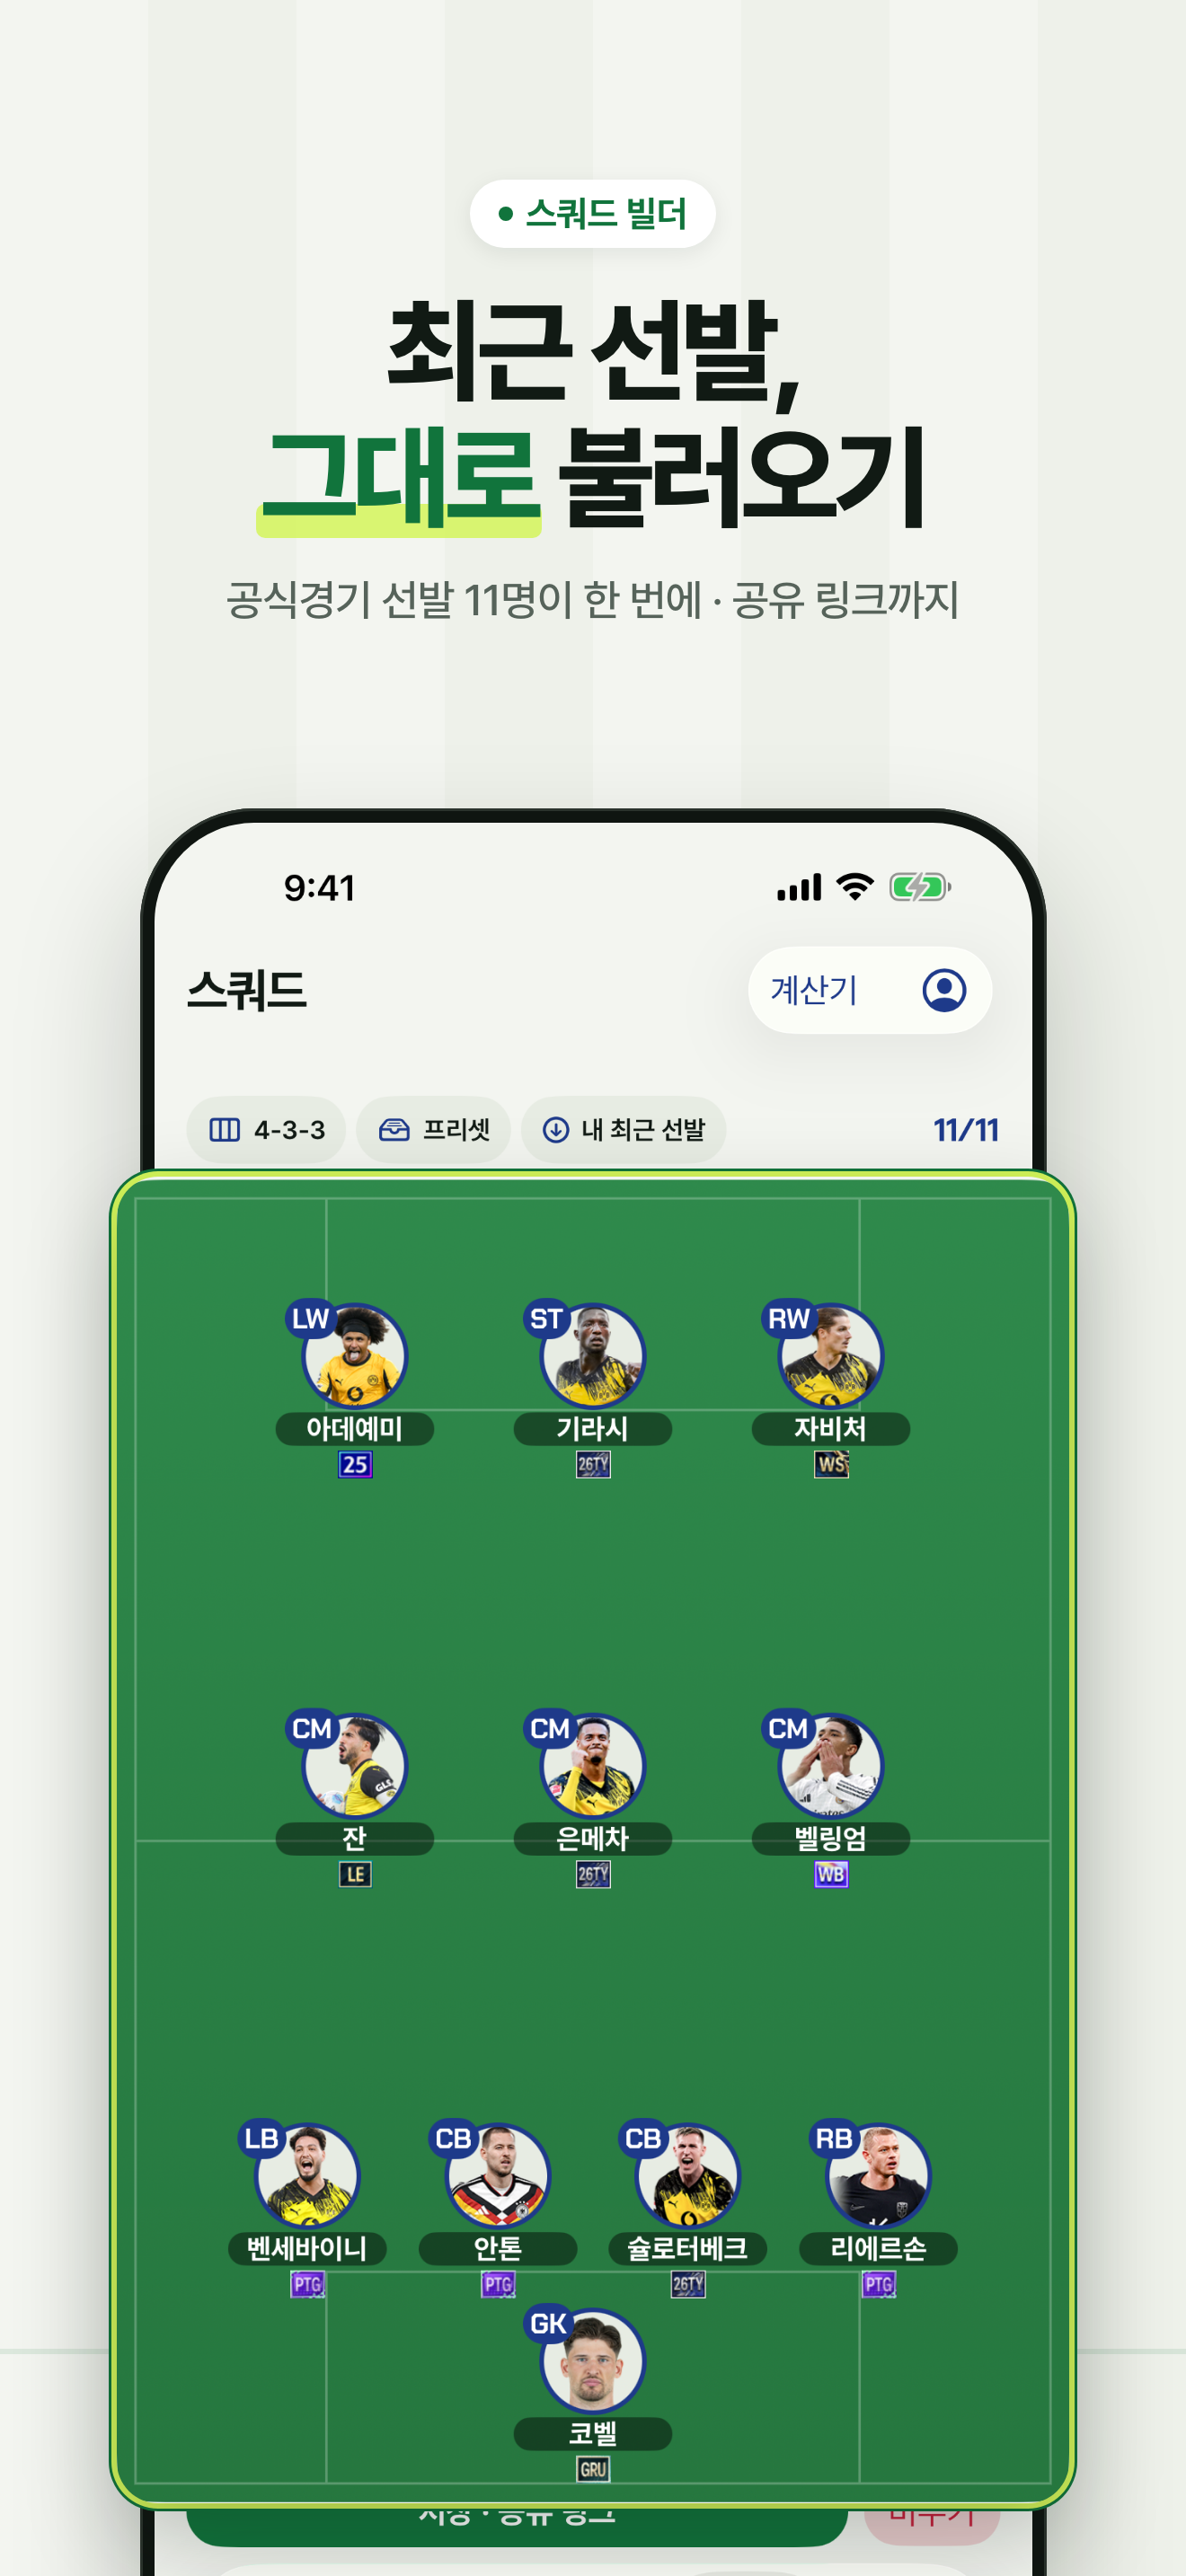 스쿼드 빌더
최근 선발,
그대로 불러오기
공식경기 선발 11명이 한 번에 · 공유 링크까지
9:41
스쿼드
계산기
4-3-3
프리셋
내 최근 선발
11/11
LW
ST
RW
아데예미
기라시
자비처
25
26TY
WS
CM
CM
CM
잔
은메차
벨링엄
LE
26TY
WB
LB
CB
CB
RB
벤세바이니
안톤
슐로터베크
리에르손
PTG
PTG
26TY
PTG
GK
코벨
GRU